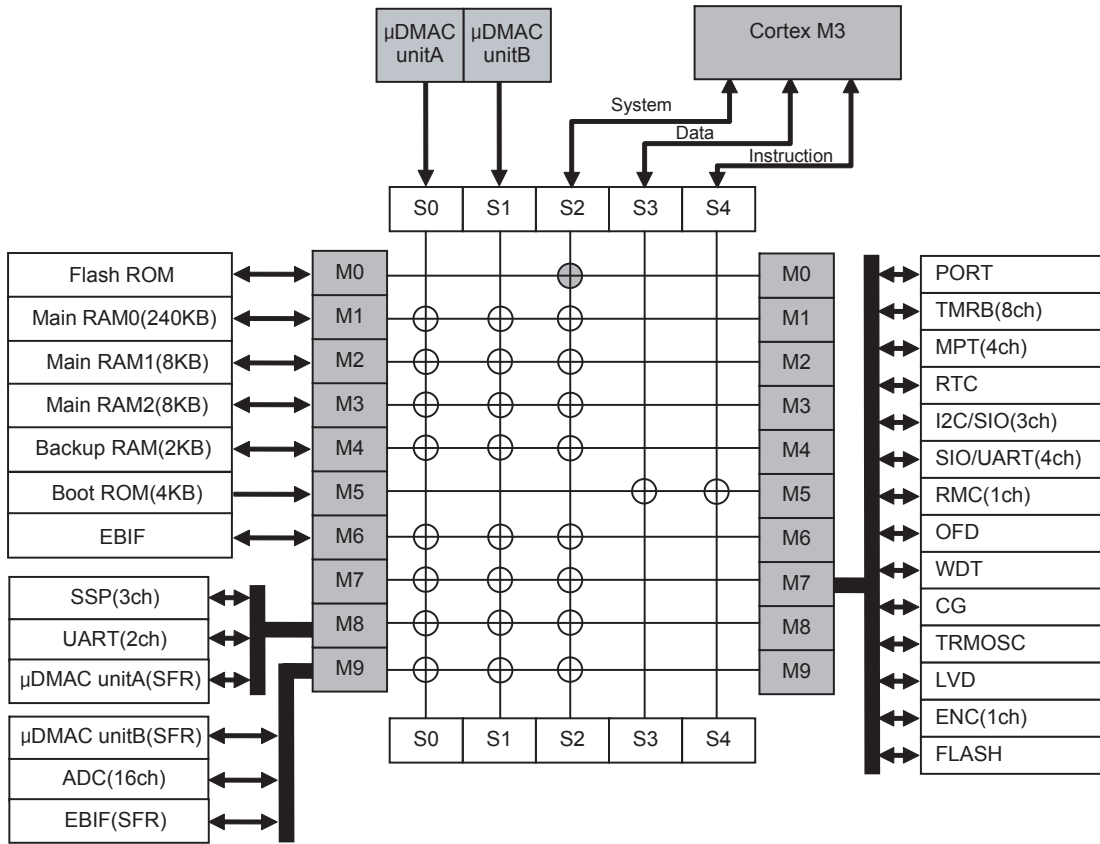 µDMAC
unitA
µDMAC
unitB
Cortex M3
System
Data
Instruction
S0
S1
S2
S3
S4
Flash ROM
Main RAM0(240KB)
Main RAM1(8KB)
Main RAM2(8KB)
Backup RAM(2KB)
Boot ROM(4KB)
EBIF
SSP(3ch)
UART(2ch)
µDMAC unitA(SFR)
µDMAC unitB(SFR)
ADC(16ch)
EBIF(SFR)
M0
M1
M2
M3
M4
M5
M6
M7
M8
M9
M0
M1
M2
M3
M4
M5
M6
M7
M8
M9
PORT
TMRB(8ch)
MPT(4ch)
RTC
I2C/SIO(3ch)
SIO/UART(4ch)
RMC(1ch)
OFD
WDT
CG
TRMOSC
LVD
ENC(1ch)
FLASH
S0
S1
S2
S3
S4